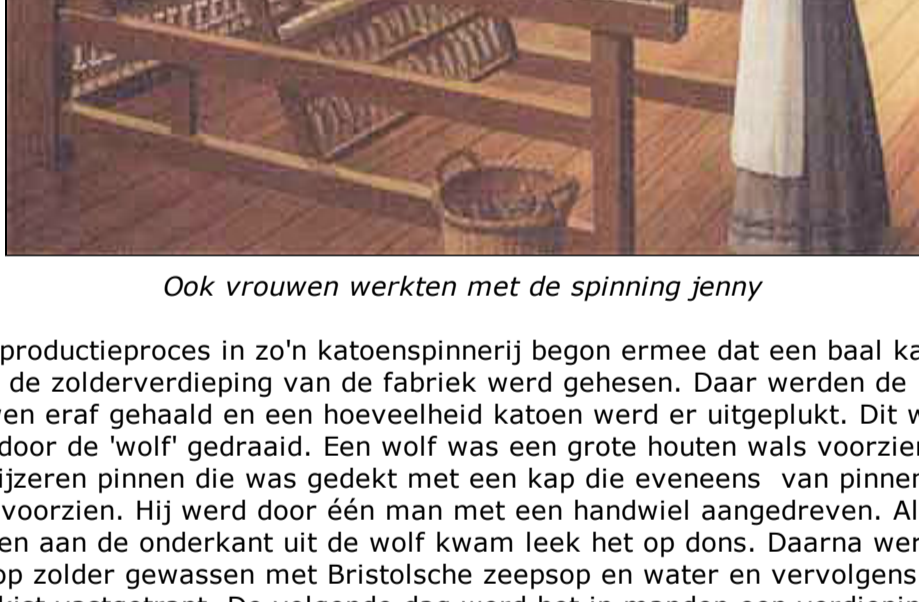 Ook vrouwen werkten met de spinning jenny
productieproces in zo'n katoenspinnerij begon ermee dat een baal
de zolderverdieping van de fabriek werd gehesen. Daar werden de
eraf gehaald en een hoeveelheid katoen werd er uitgeplukt. Dit
door de 'wolf' gedraaid. Een wolf was een grote houten wals
ijzeren pinnen die was gedekt met een kap die eveneens van
voorzien. Hij werd door één man met een handwiel aangedreven.
aan de onderkant uit de wolf kwam leek het op dons. Daarna
op zolder gewassen met Bristolsche zeepsop en water en vervolgens